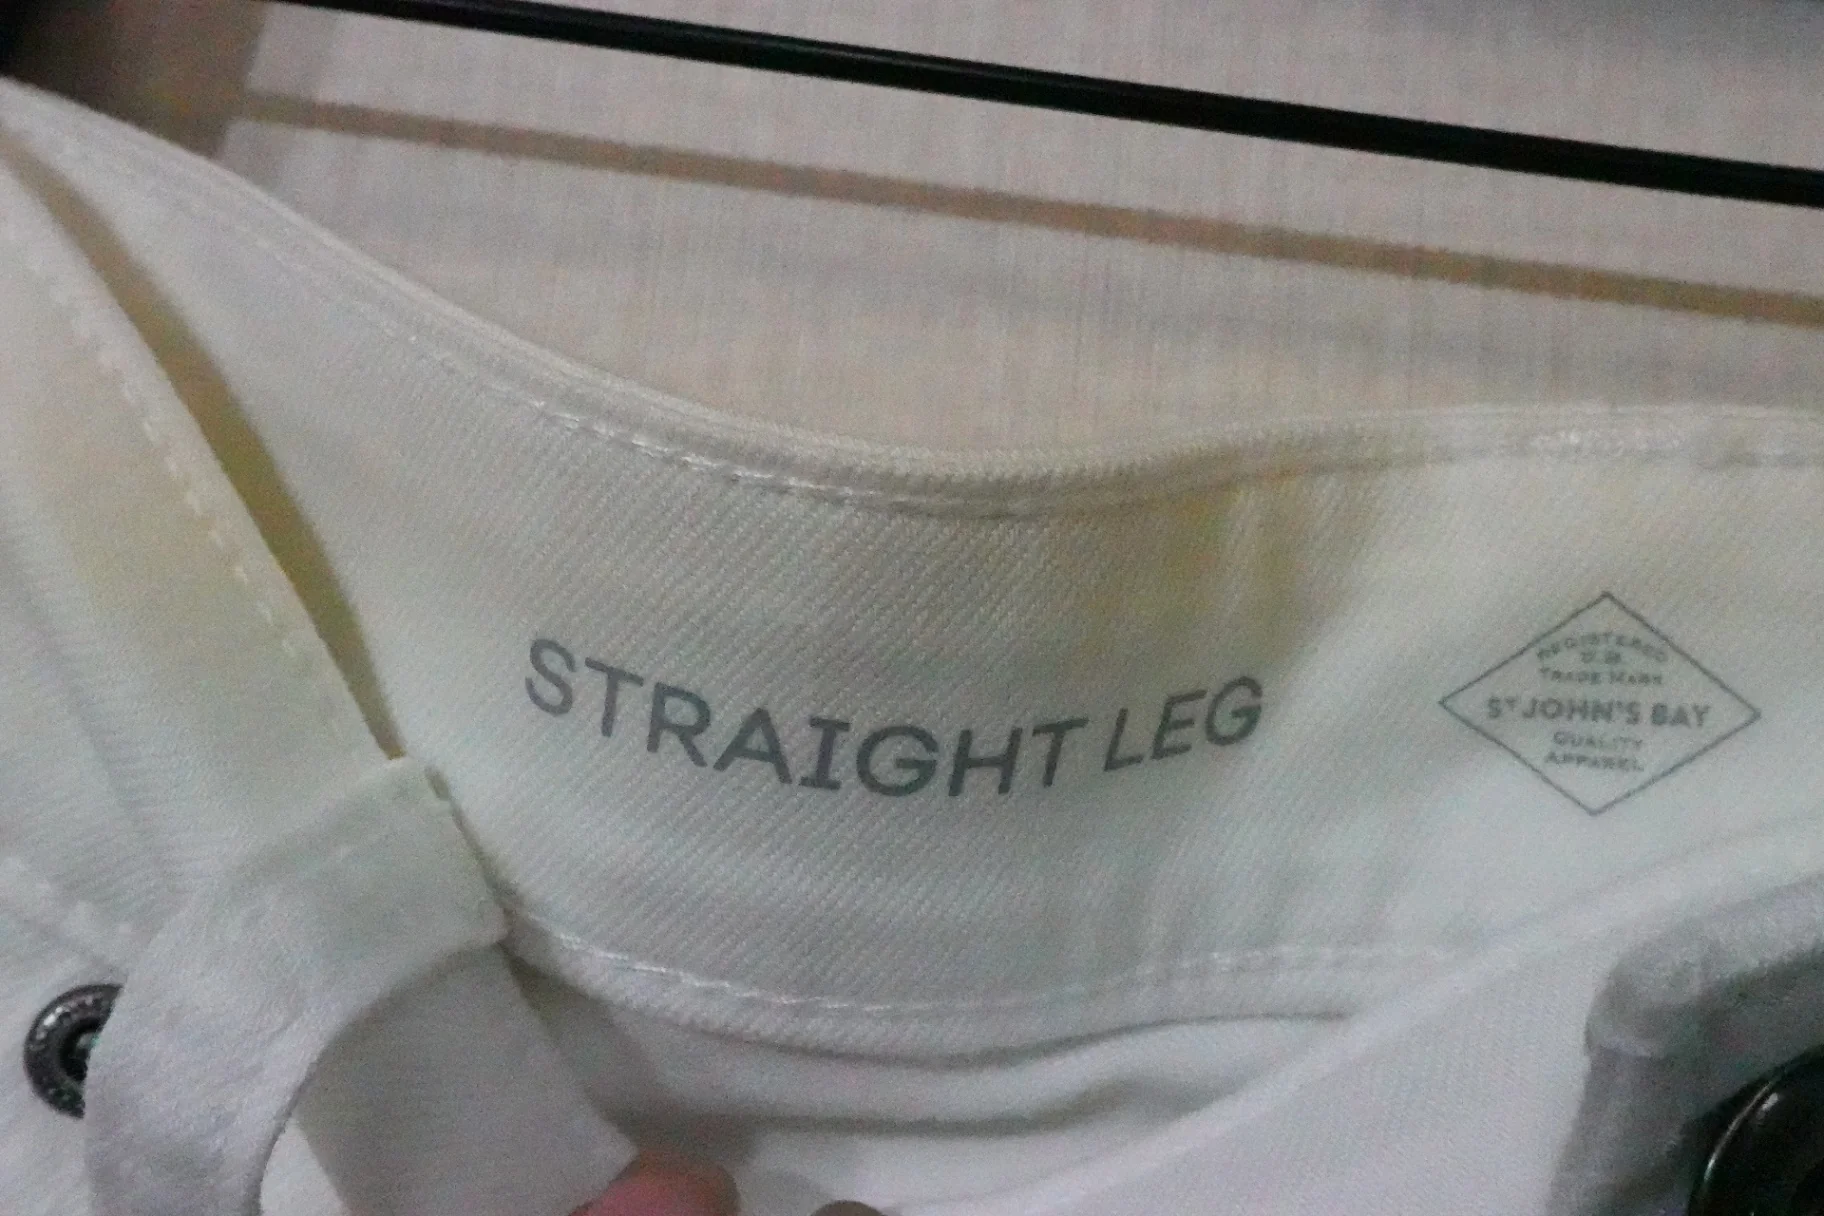 STRAIGHT LEG
REGISTERED
U.S.
TRADE MARK
ST JOHN'S BAY
QUALITY
APPAREL